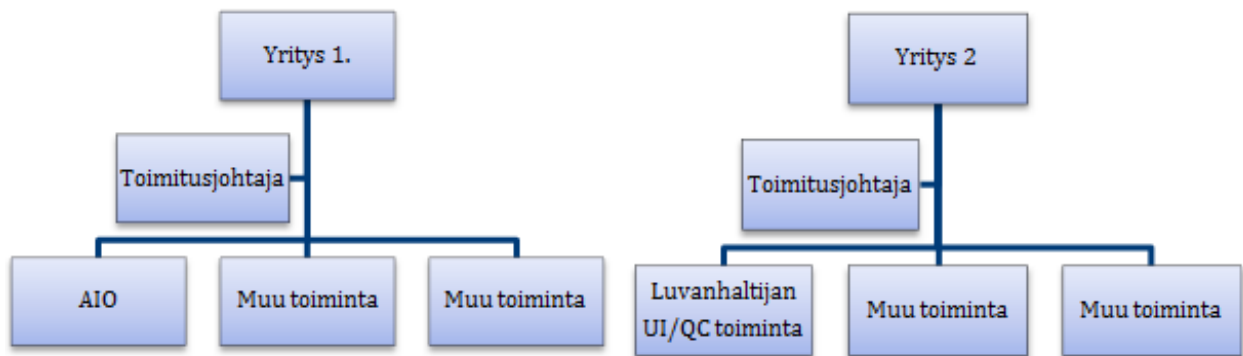 Yritys 1.
Toimitusjohtaja
AIO
Muu toiminta
Muu toiminta
Yritys 2
Toimitusjohtaja
Luvanhaltijan
UI/QC toiminta
Muu toiminta
Muu toiminta